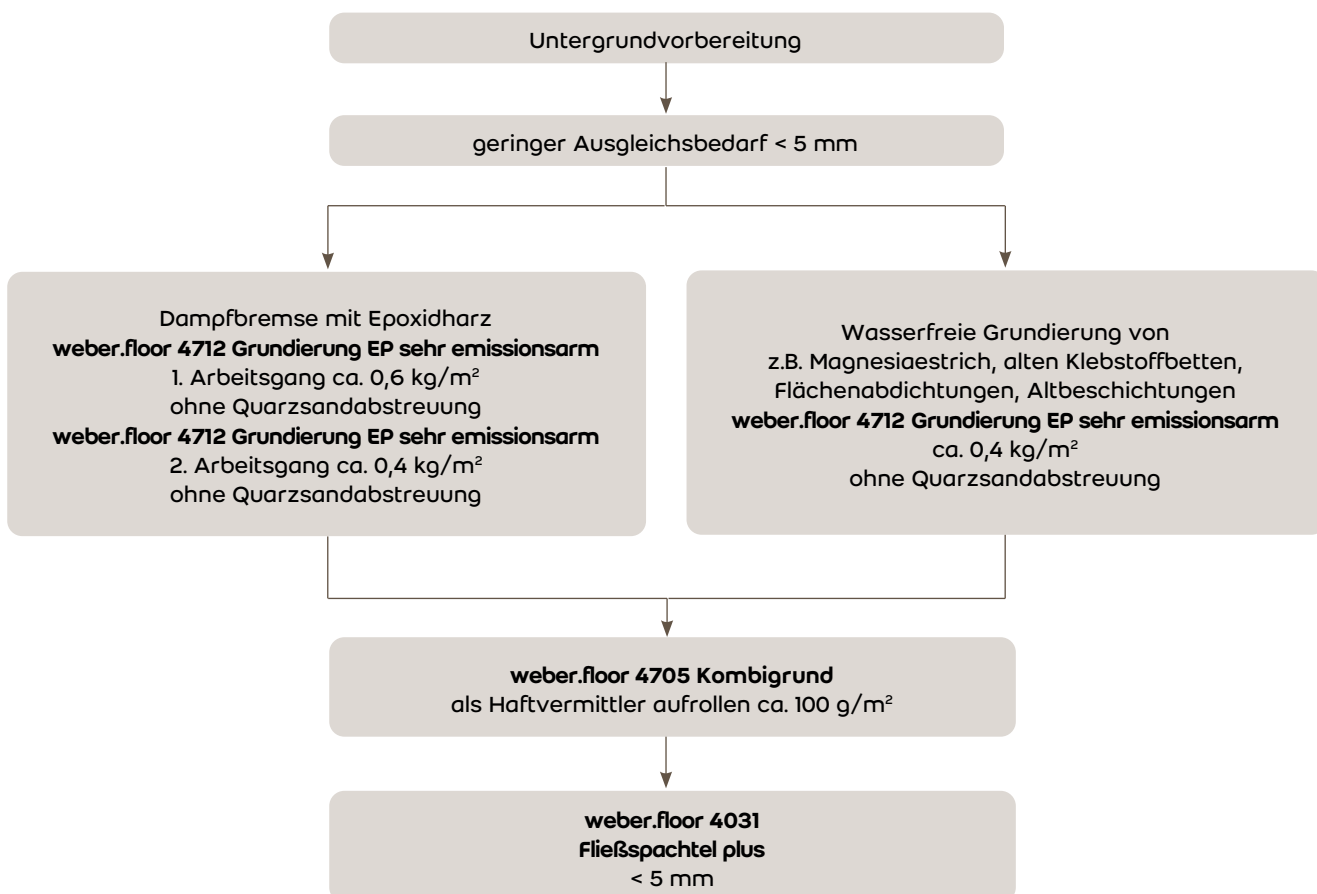 Untergrundvorbereitung
geringer Ausgleichsbedarf < 5 mm
Dampfbremse mit Epoxidharz
weber.floor 4712 Grundierung EP sehr emissionsarm
1. Arbeitsgang ca. 0,6 kg/m²
ohne Quarzsandabstreuung
weber.floor 4712 Grundierung EP sehr emissionsarm
2. Arbeitsgang ca. 0,4 kg/m²
ohne Quarzsandabstreuung
Wasserfreie Grundierung von
z.B. Magnesiaestrich, alten Klebstoffbetten,
Flächenabdichtungen, Altbeschichtungen
weber.floor 4712 Grundierung EP sehr emissionsarm
ca. 0,4 kg/m²
ohne Quarzsandabstreuung
weber.floor 4705 Kombigrund
als Haftvermittler aufrollen ca. 100 g/m²
weber.floor 4031
Fließspachtel plus
< 5 mm